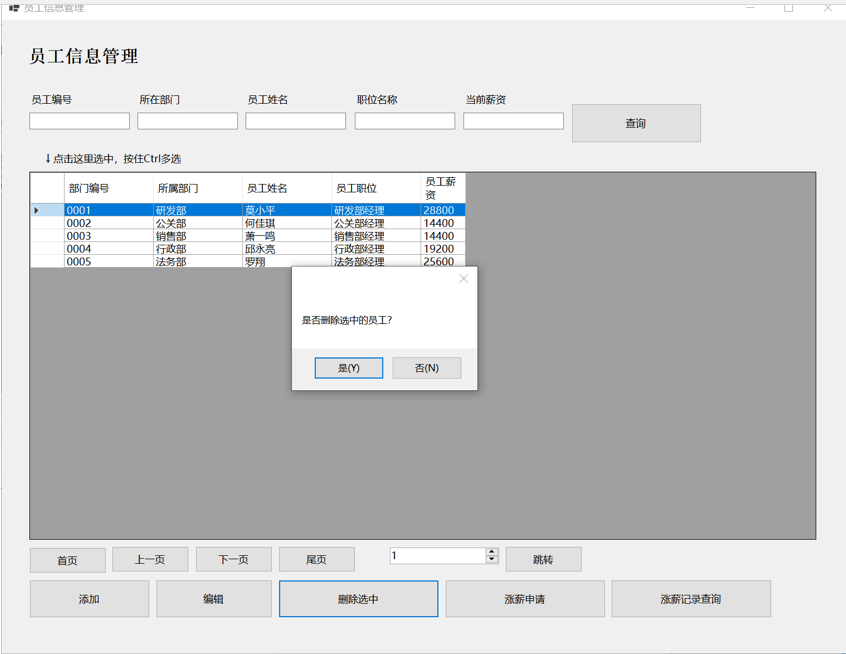 员工信息管理
员工信息管理
员工编号 所在部门 员工姓名 职位名称 当前薪资
查询
↓点击这里选中，按住Ctrl多选
部门编号 所属部门 员工姓名 员工职位 员工薪资
0001 研发部 莫小平 研发部经理 28800
0002 公关部 何佳琪 公关部经理 14400
0003 销售部 萧一鸣 销售部经理 14400
0004 行政部 邱永亮 行政部经理 19200
0005 法务部 罗翔 法务部经理 25600
是否删除选中的员工?
是(Y) 否(N)
首页 上一页 下一页 尾页 1 跳转
添加 编辑 删除选中 涨薪申请 涨薪记录查询